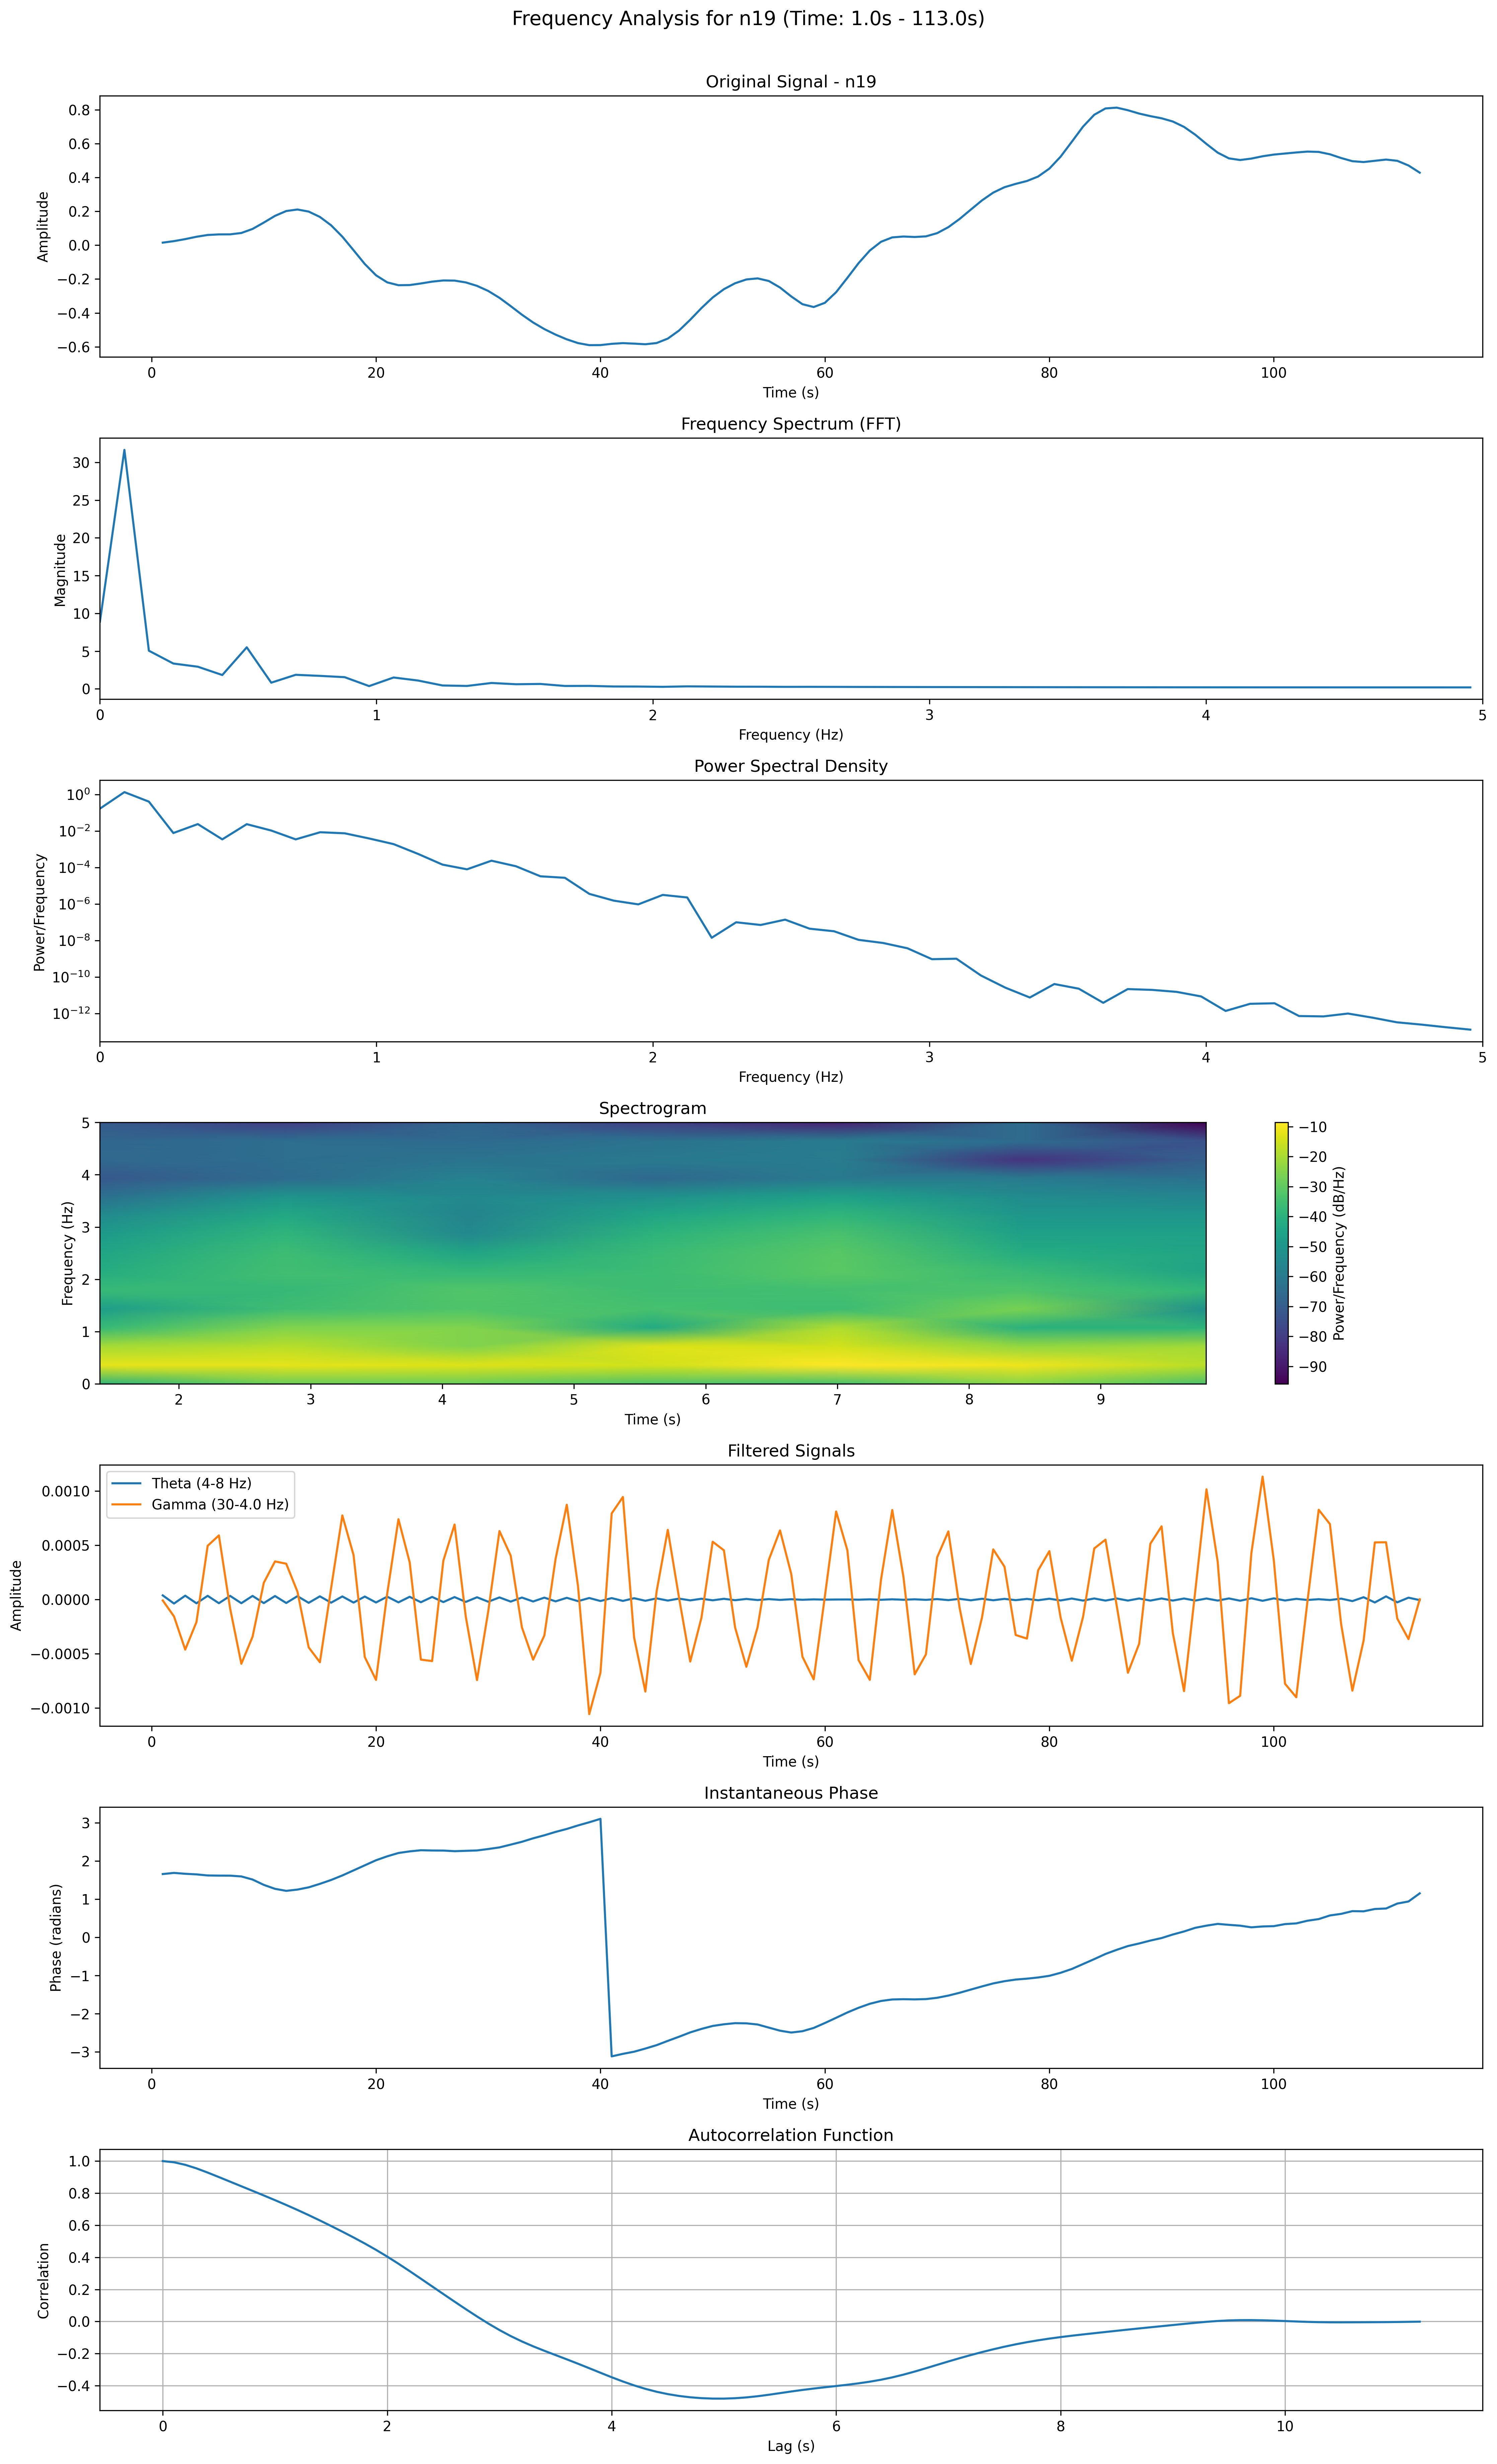 Frequency Analysis for n19 (Time: 1.0s - 113.0s)
Original Signal - n19
Amplitude
0.8
0.6
0.4
0.2
0.0
−0.2
−0.4
−0.6
0 20 40 60 80 100
Time (s)
Frequency Spectrum (FFT)
Magnitude
30
25
20
15
10
5
0
0 1 2 3 4 5
Frequency (Hz)
Power Spectral Density
Power/Frequency
10⁰
10⁻²
10⁻⁴
10⁻⁶
10⁻⁸
10⁻¹⁰
10⁻¹²
0 1 2 3 4 5
Frequency (Hz)
Spectrogram
Frequency (Hz)
5
4
3
2
1
0
2 3 4 5 6 7 8 9
Time (s)
−10
−20
−30
−40
−50
−60
−70
−80
−90
Power/Frequency (dB/Hz)
Filtered Signals
Theta (4-8 Hz)
Gamma (30-4.0 Hz)
Amplitude
0.0010
0.0005
0.0000
−0.0005
−0.0010
0 20 40 60 80 100
Time (s)
Instantaneous Phase
Phase (radians)
3
2
1
0
−1
−2
−3
0 20 40 60 80 100
Time (s)
Autocorrelation Function
Correlation
1.0
0.8
0.6
0.4
0.2
0.0
−0.2
−0.4
0 2 4 6 8 10
Lag (s)